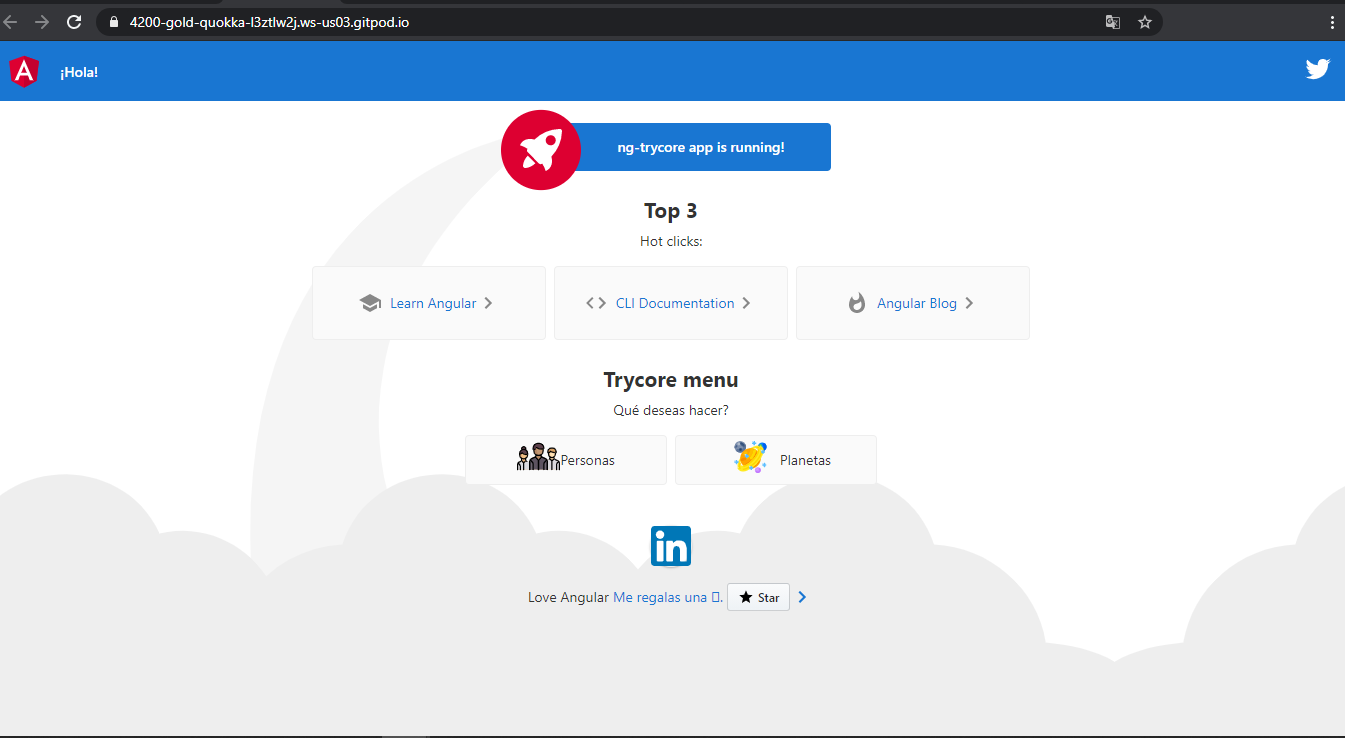 4200-gold-quokka-l3ztlw2j.ws-us03.gitpod.io
¡Hola!
ng-trycore app is running!
Top 3
Hot clicks:
Learn Angular
CLI Documentation
Angular Blog
Trycore menu
Qué deseas hacer?
Personas
Planetas
in
Love Angular Me regalas una ▯. Star